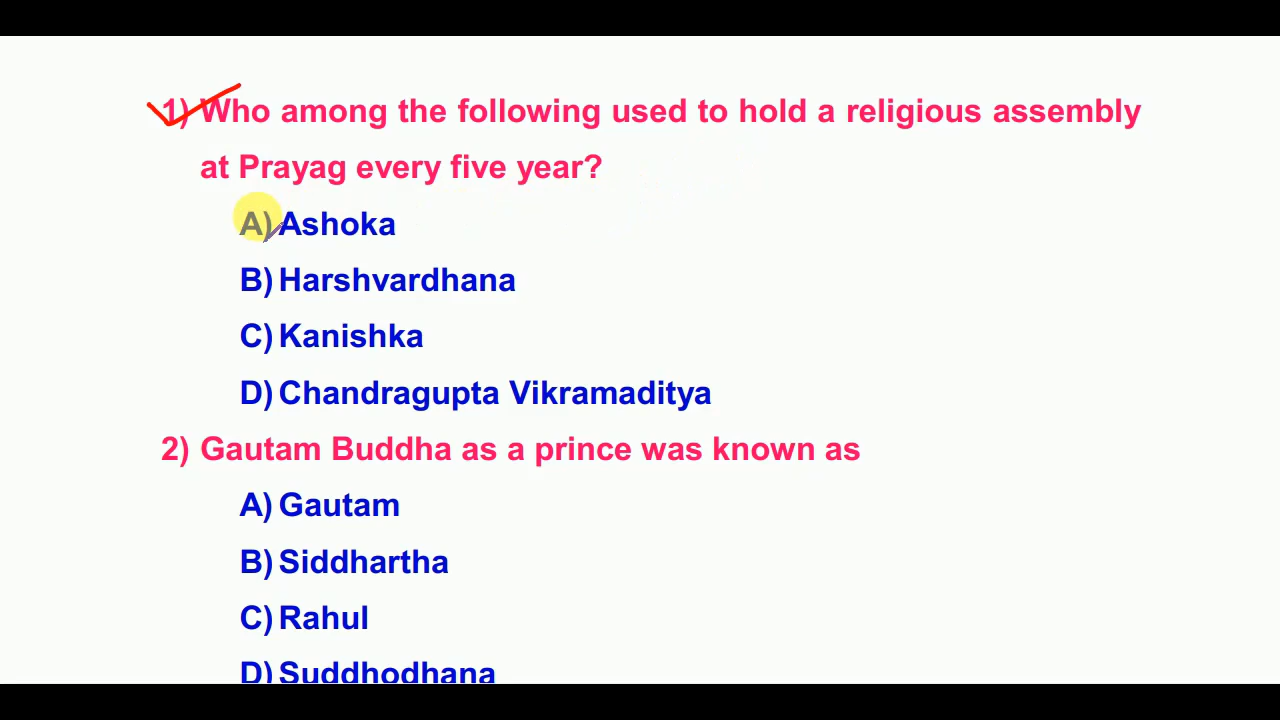 1) Who among the following used to hold a religious assembly
at Prayag every five year?
A) Ashoka
B) Harshvardhana
C) Kanishka
D) Chandragupta Vikramaditya
2) Gautam Buddha as a prince was known as
A) Gautam
B) Siddhartha
C) Rahul
D) Suddhodhana